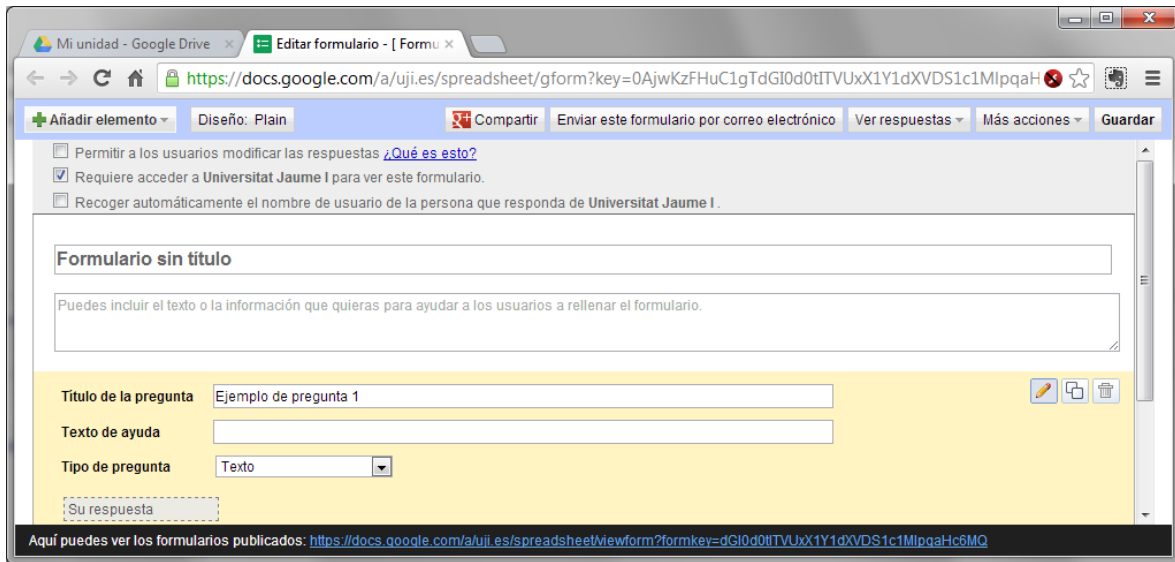 Mi unidad - Google Drive
Editar formulario - [ Formu
https://docs.google.com/a/uji.es/spreadsheet/gform?key=0AjwKzFHuC1gTdGI0d0tITVUxX1Y1dXVDS1c1MlpqaH
Añadir elemento Diseño: Plain Compartir Enviar este formulario por correo electrónico Ver respuestas Más acciones Guardar
Permitir a los usuarios modificar las respuestas ¿Qué es esto?
Requiere acceder a Universitat Jaume I para ver este formulario.
Recoger automáticamente el nombre de usuario de la persona que responda de Universitat Jaume I .
Formulario sin título
Puedes incluir el texto o la información que quieras para ayudar a los usuarios a rellenar el formulario.
Título de la pregunta Ejemplo de pregunta 1
Texto de ayuda
Tipo de pregunta Texto
Su respuesta
Aquí puedes ver los formularios publicados: https://docs.google.com/a/uji.es/spreadsheet/viewform?formkey=dGI0d0tITVUxX1Y1dXVDS1c1MlpqaHc6MQ